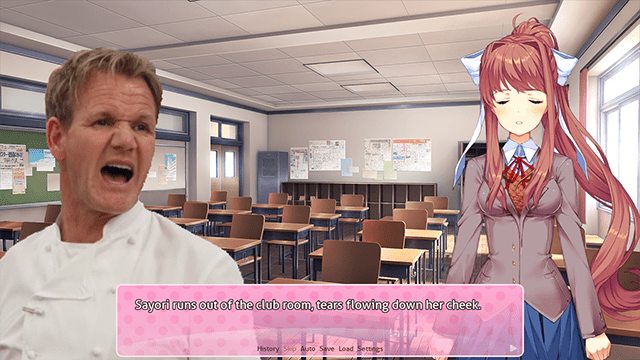 Sayori runs out of the club room, tears flowing down her cheek.
History Skip Auto Save Load Settings